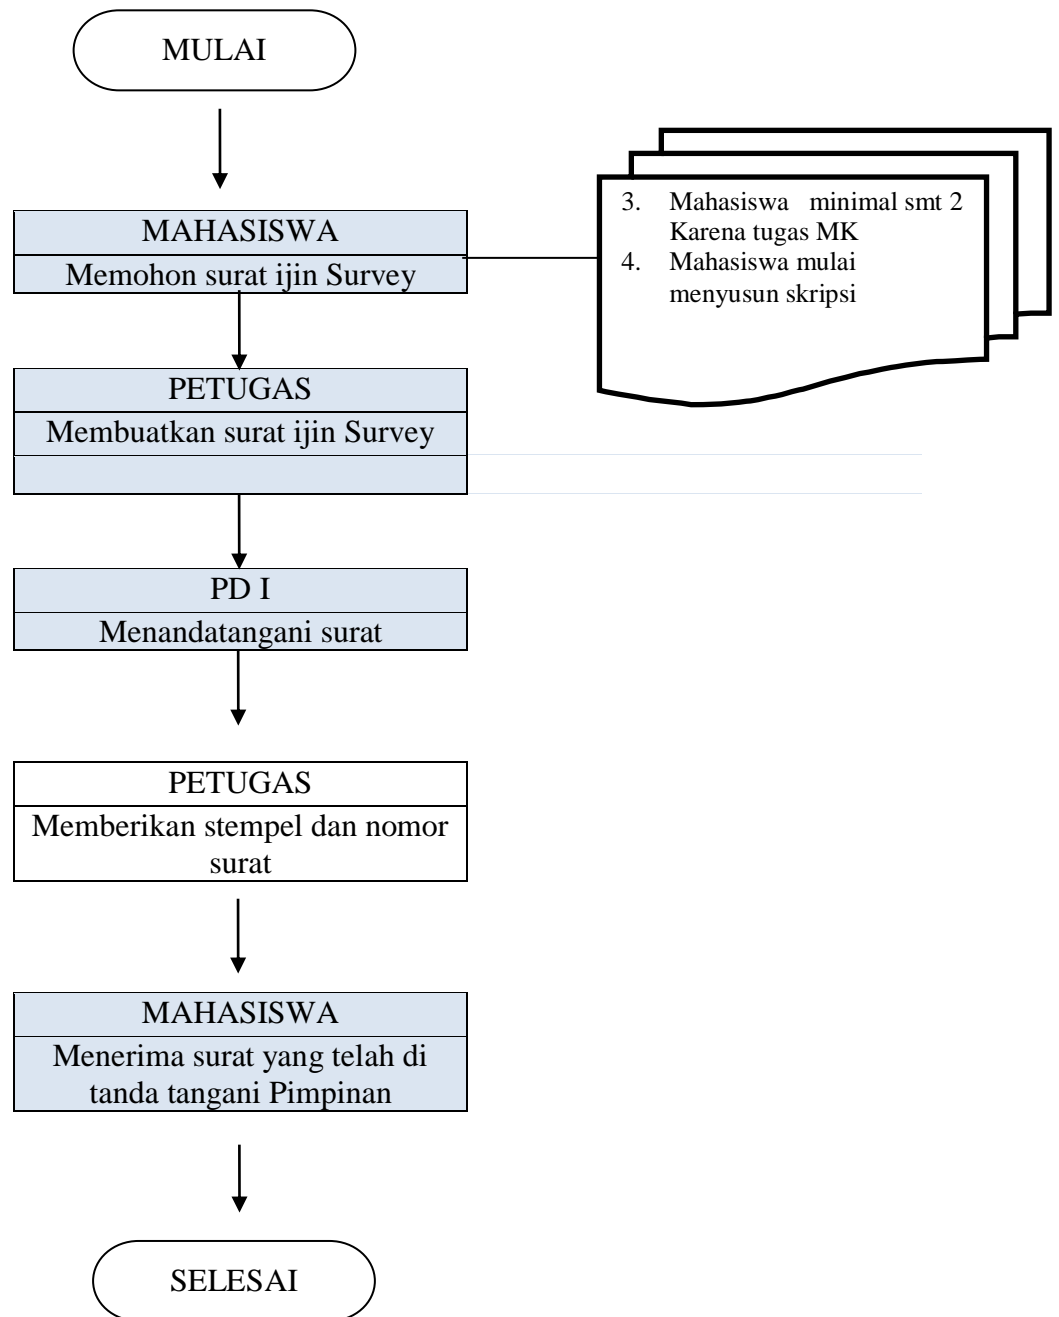 MULAI
MAHASISWA
Memohon surat ijin Survey
3. Mahasiswa minimal smt 2
Karena tugas MK
4. Mahasiswa mulai
menyusun skripsi
PETUGAS
Membuatkan surat ijin Survey
PD I
Menandatangani surat
PETUGAS
Memberikan stempel dan nomor
surat
MAHASISWA
Menerima surat yang telah di
tanda tangani Pimpinan
SELESAI